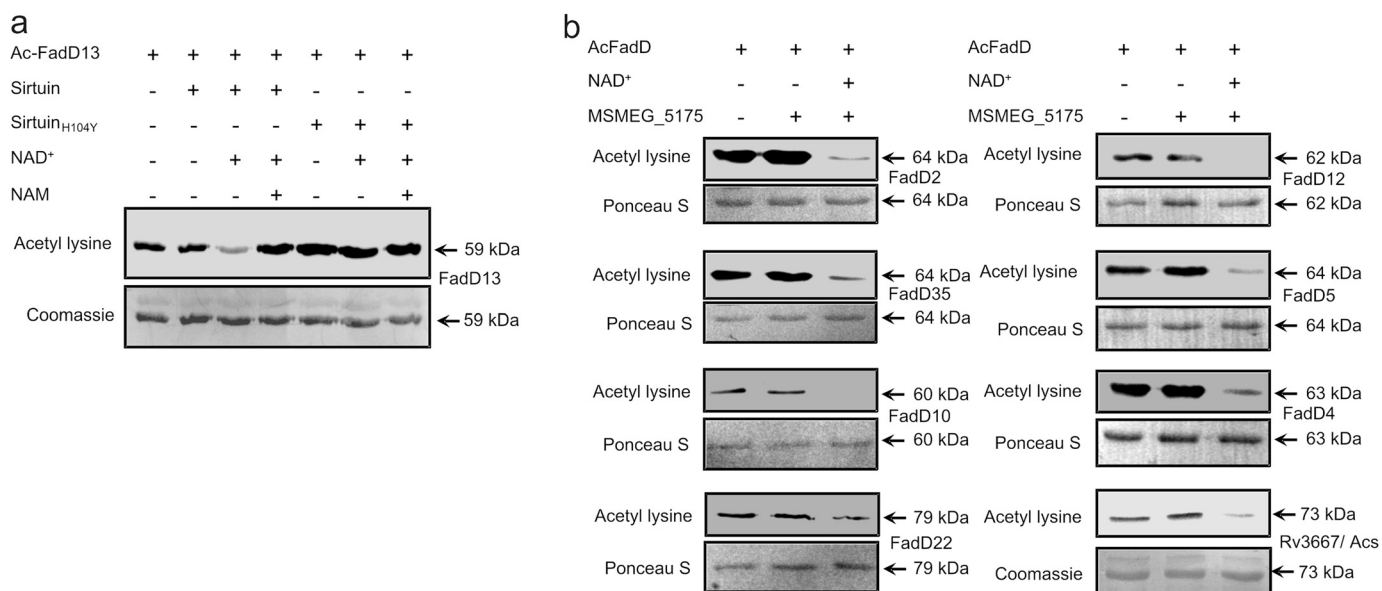 a
Ac-FadD13 + + + + + + +
Sirtuin - + + + - - -
Sirtuin H104Y - - - - + + +
NAD+ - - + + - + +
NAM - - - + - - +
Acetyl lysine 59 kDa
FadD13
Coomassie 59 kDa
b
AcFadD + + +
NAD+ - - +
MSMEG_5175 - + +
Acetyl lysine 64 kDa
FadD2
Ponceau S 64 kDa
Acetyl lysine 64 kDa
FadD35
Ponceau S 64 kDa
Acetyl lysine 60 kDa
FadD10
Ponceau S 60 kDa
Acetyl lysine 79 kDa
FadD22
Ponceau S 79 kDa
AcFadD + + +
NAD+ - - +
MSMEG_5175 - + +
Acetyl lysine 62 kDa
FadD12
Ponceau S 62 kDa
Acetyl lysine 64 kDa
FadD5
Ponceau S 64 kDa
Acetyl lysine 63 kDa
FadD4
Ponceau S 63 kDa
Acetyl lysine 73 kDa
Rv3667/ Acs
Coomassie 73 kDa